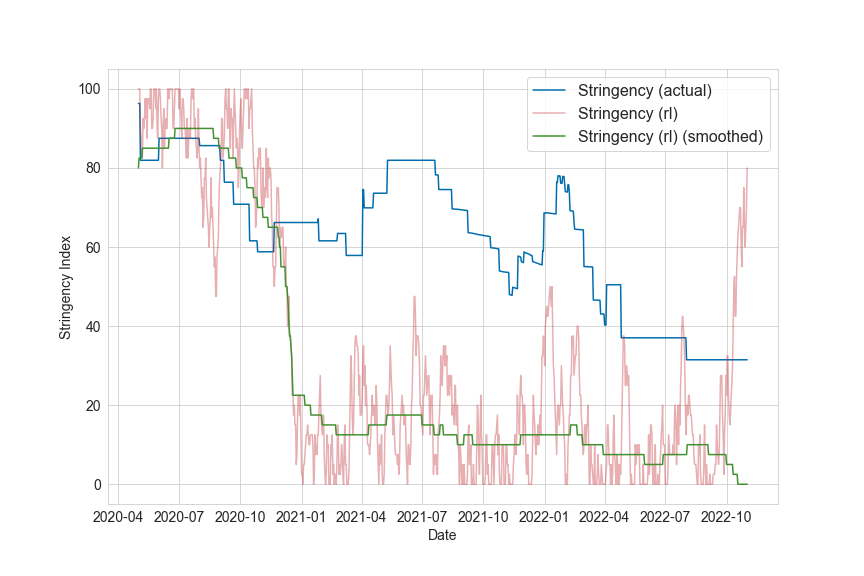 Stringency (actual)
Stringency (rl)
Stringency (rl) (smoothed)
100
80
60
40
20
0
Stringency Index
2020-04 2020-07 2020-10 2021-01 2021-04 2021-07 2021-10 2022-01 2022-04 2022-07 2022-10
Date